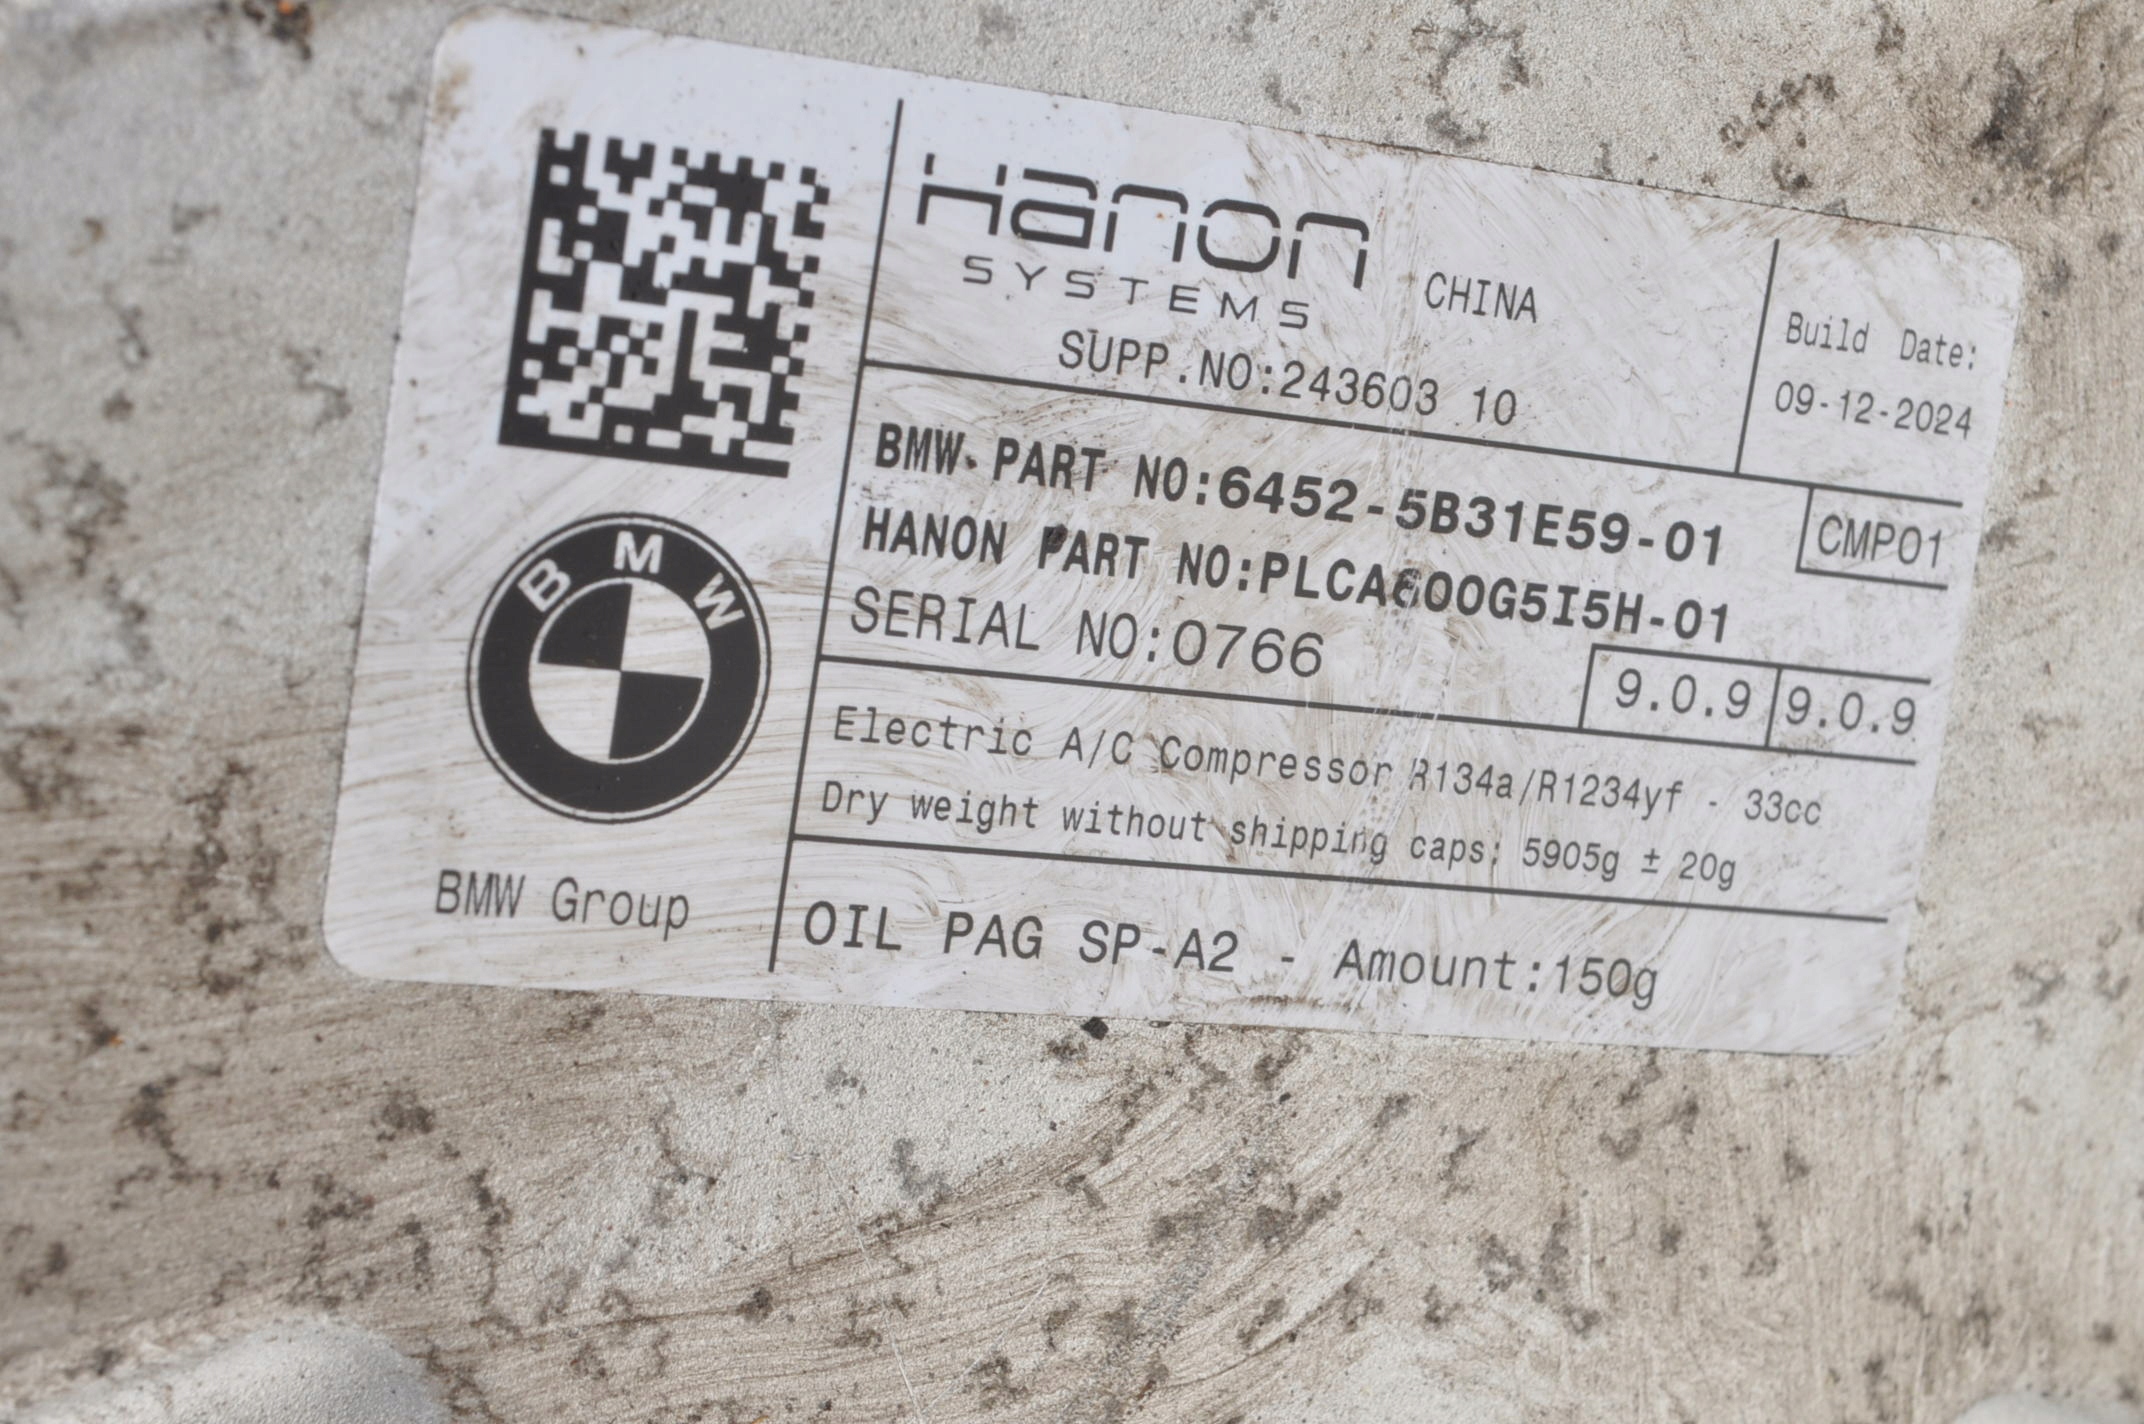 Hanon
SYSTEMS
CHINA
SUPP.NO:243603 10
Build Date:
09-12-2024
BMW PART NO:6452-5B31E59-01
CMP01
HANON PART NO:PLCA600G5I5H-01
SERIAL NO:0766
9.0.9
9.0.9
Electric A/C Compressor R134a/R1234yf - 33cc
Dry weight without shipping caps: 5905g ± 20g
OIL PAG SP-A2 - Amount:150g
BMW
BMW Group